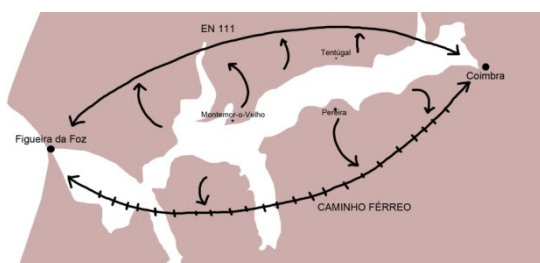 EN 111
Tentúgal
Coimbra
Montemor-o-Velho
Pereira
Figueira da Foz
CAMINHO FÉRREO